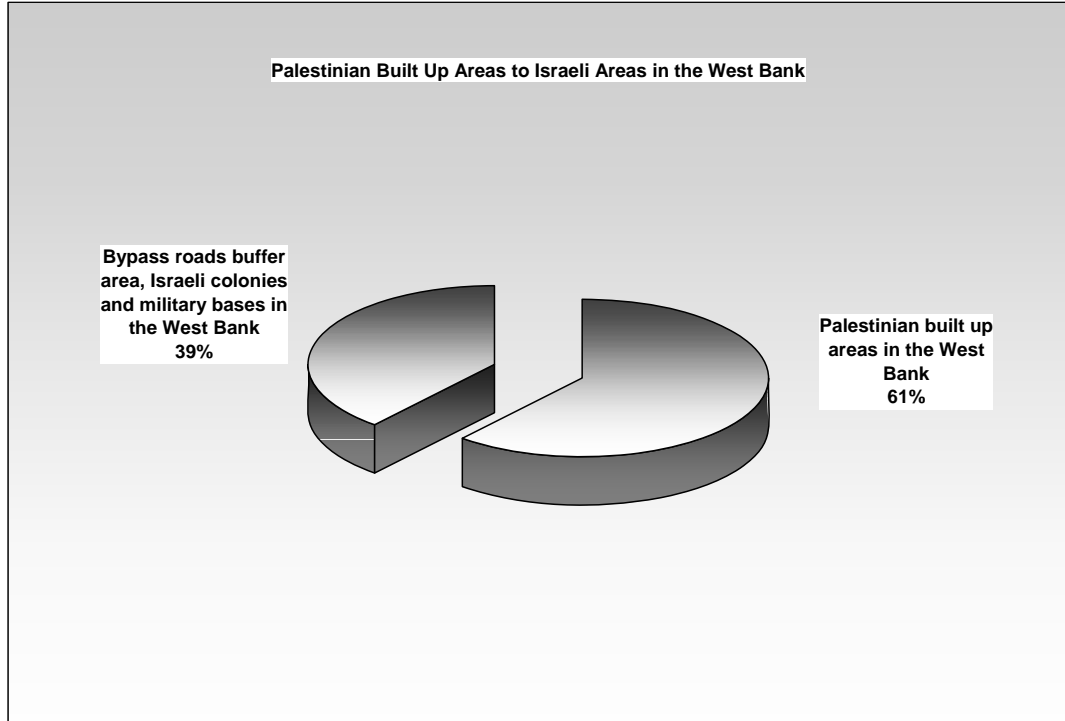 Palestinian Built Up Areas to Israeli Areas in the West Bank
Bypass roads buffer
area, Israeli colonies
and military bases in
the West Bank
39%
Palestinian built up
areas in the West
Bank
61%